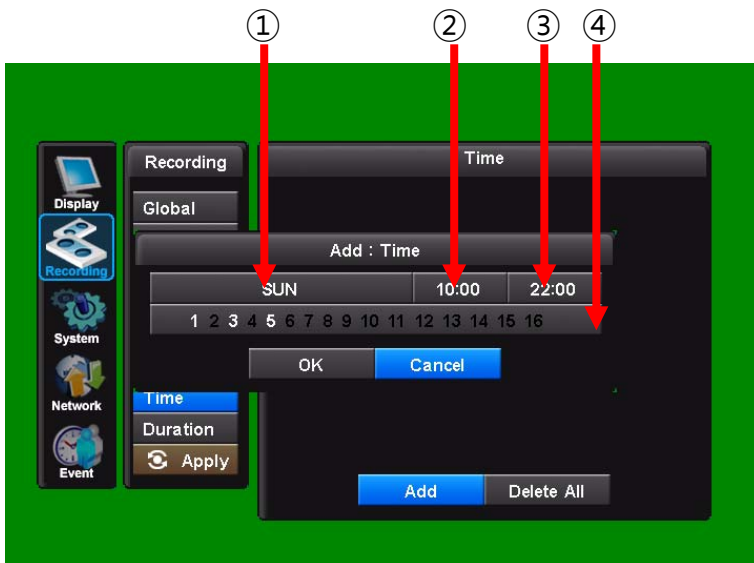 ① ② ③ ④
Recording
Time
Display
Global
Add : Time
Recording
SUN 10:00 22:00
1 2 3 4 5 6 7 8 9 10 11 12 13 14 15 16
System
OK Cancel
Time
Network
Duration
Apply
Event
Add Delete All